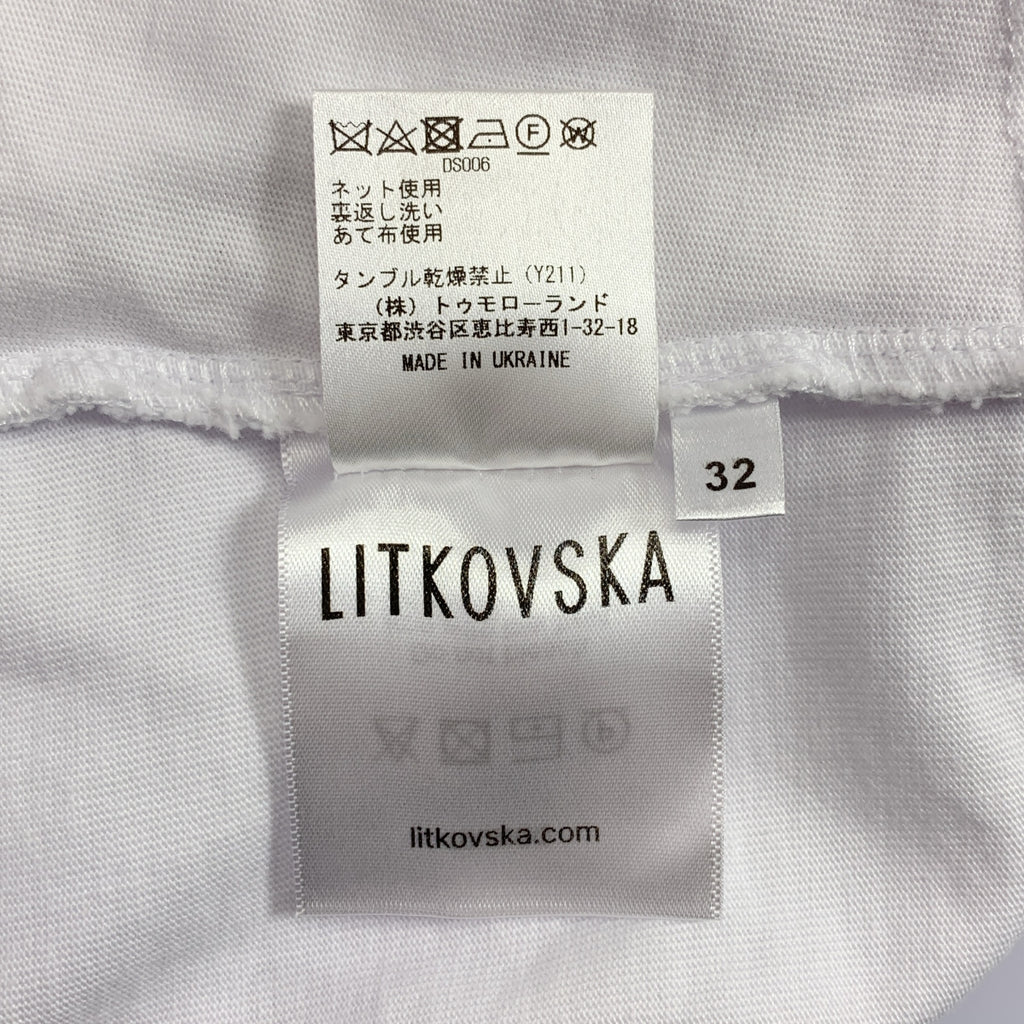 F W
DS006
ネット使用
裏返し洗い
あて布使用
タンブル乾燥禁止(Y211)
(株)トゥモローランド
東京都渋谷区恵比寿西1-32-18
MADE IN UKRAINE
32
LITKOVSKA
litkovska.com